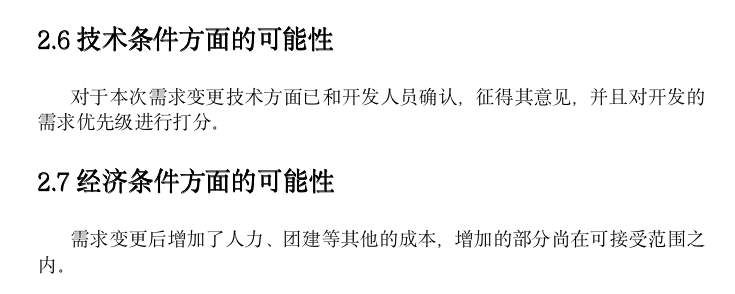 2.6 技术条件方面的可能性
对于本次需求变更技术方面已和开发人员确认，征得其意见，并且对开发的
需求优先级进行打分。
2.7 经济条件方面的可能性
需求变更后增加了人力、团建等其他的成本，增加的部分尚在可接受范围之
内。